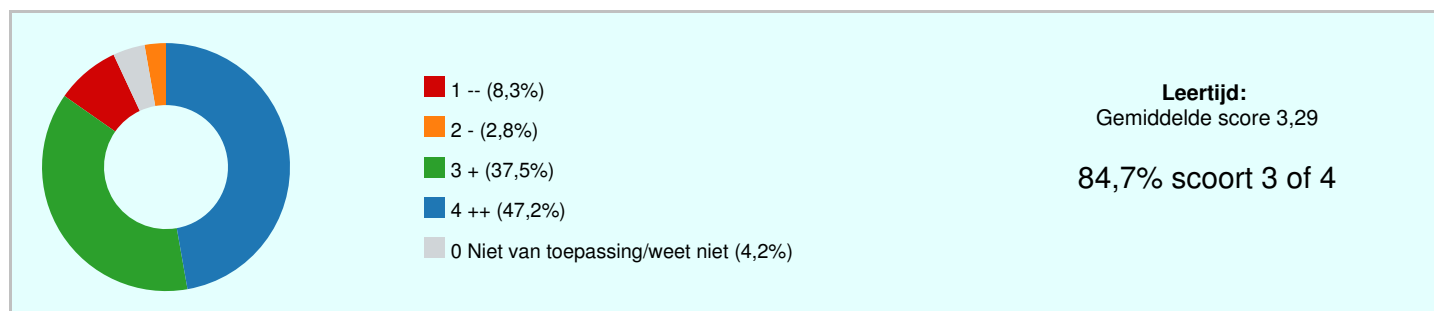 1 -- (8,3%)
2 - (2,8%)
3 + (37,5%)
4 ++ (47,2%)
0 Niet van toepassing/weet niet (4,2%)
Leertijd:
Gemiddelde score 3,29
84,7% scoort 3 of 4